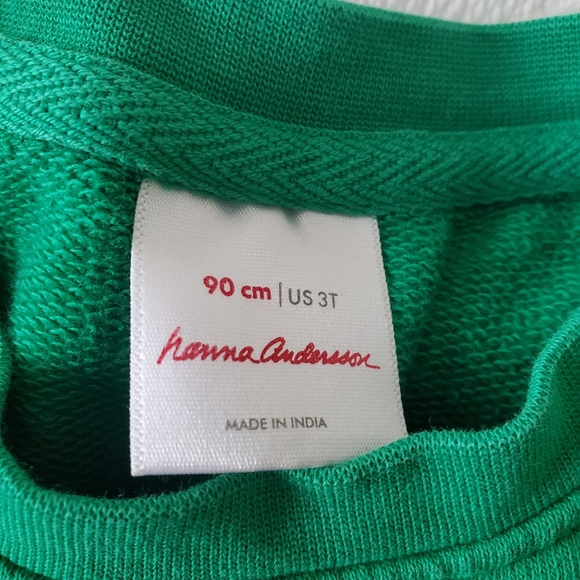 90 cm | US 3T
hanna andersson
MADE IN INDIA